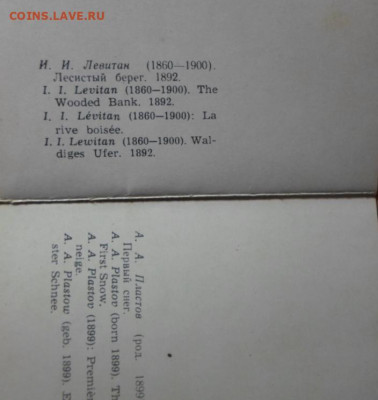 COINS.ЛАVE.РУ
И. И. Левитан (1860—1900).
Лесистый берег. 1892.
I. I. Levitan (1860—1900). The
Wooded Bank. 1892.
I. I. Lévitan (1860—1900): La
rive boisée.
I. I. Lewitan (1860—1900). Wal-
diges Ufer. 1892.
А. А. Пластов (род. 1899
Первый снег.
A. A. Plastov (born 1899). Th
First Snow.
A. A. Plastov (1899): Premiè
neige.
A. A. Plastow (geb. 1899). E
ster Schnee.